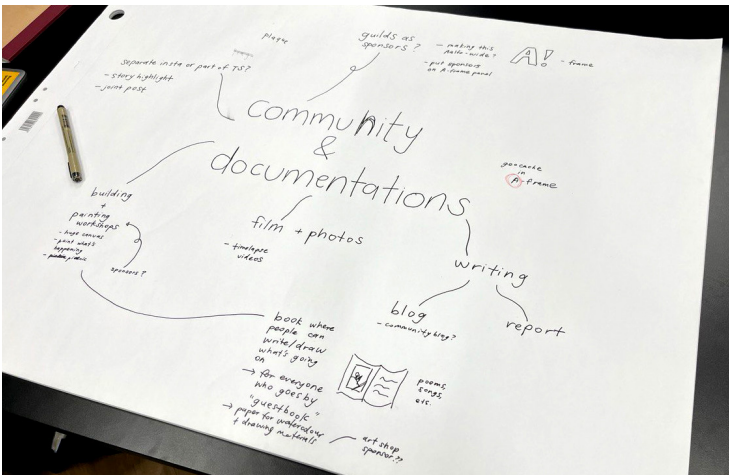 plaque
guilds as
sponsors?
- making this
Aalto-wide?
- put sponsors
on A-frame panel
A!
- frame
separate insta or part of TS?
- story highlight
- joint post
community
&
documentations
geocache
in
A-frame
building
+
painting
workshops
- huge canvas
- paint what's
happening
- picnic
sponsors?
film + photos
- timelapse
videos
writing
blog
- community blog?
report
book where
people can
write/draw
what's going
on
→ for everyone
who goes by
"guestbook"
→ paper for watercolour
+ drawing materials
poems,
songs,
etc.
art shop
sponsor??